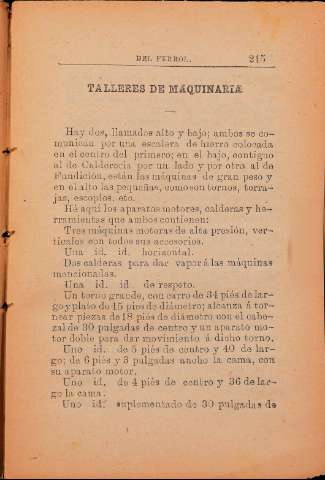 DEL FERROL. 215
TALLERES DE MÁQUINARIA
Hay dos, llamados alto y bajo; ambos se co-
munican por una escalera de hierro colocada
en el centro del primero; en el bajo, contiguo
al de Caldereria por un lado y por otro al de
Fundición, están las máquinas de gran peso y
en el alto las pequeñas, como son tornos, terra-
jas, escoplos, etc.
Hé aquí los aparatos motores, calderas y he-
rramientas que ambos contienen:
Tres máquinas motoras de alta presión, ver-
ticales con todos sus accesorios.
Una id. id. horizontal.
Dos calderas para dar vapor á las máquinas
mencionadas.
Una id. id. de respeto.
Un torno grande, con carro de 34 piés de lar-
go y plato de 15 pies de diámetro; alcanza á tor-
near piezas de 18 piés de diámetro con el cabe-
zal de 30 pulgadas de centro y un aparato mo-
tor doble para dar movimiento á dicho torno.
Uno id. de 5 piés de centro y 40 de lar-
go; de 6 piés y 5 pulgadas ancho la cama, con
su aparato motor.
Uno id. de 4 piés de centro y 36 de lar-
go la cama.
Uno id. suplementado de 30 pulgadas de